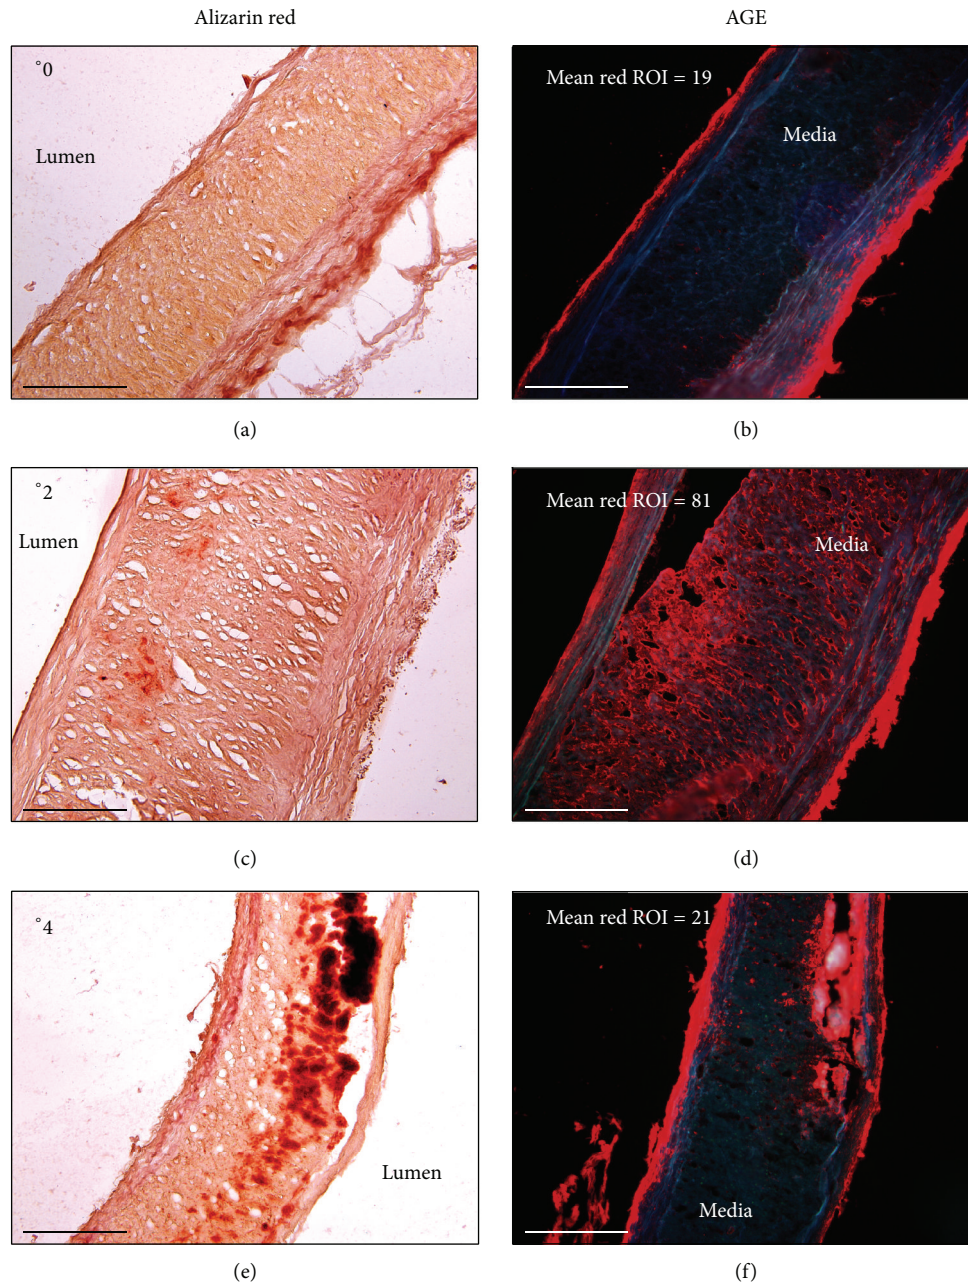 Alizarin red
AGE
°0
Lumen
Mean red ROI = 19
Media
(a)
(b)
°2
Lumen
Mean red ROI = 81
Media
(c)
(d)
°4
Lumen
Mean red ROI = 21
Media
(e)
(f)